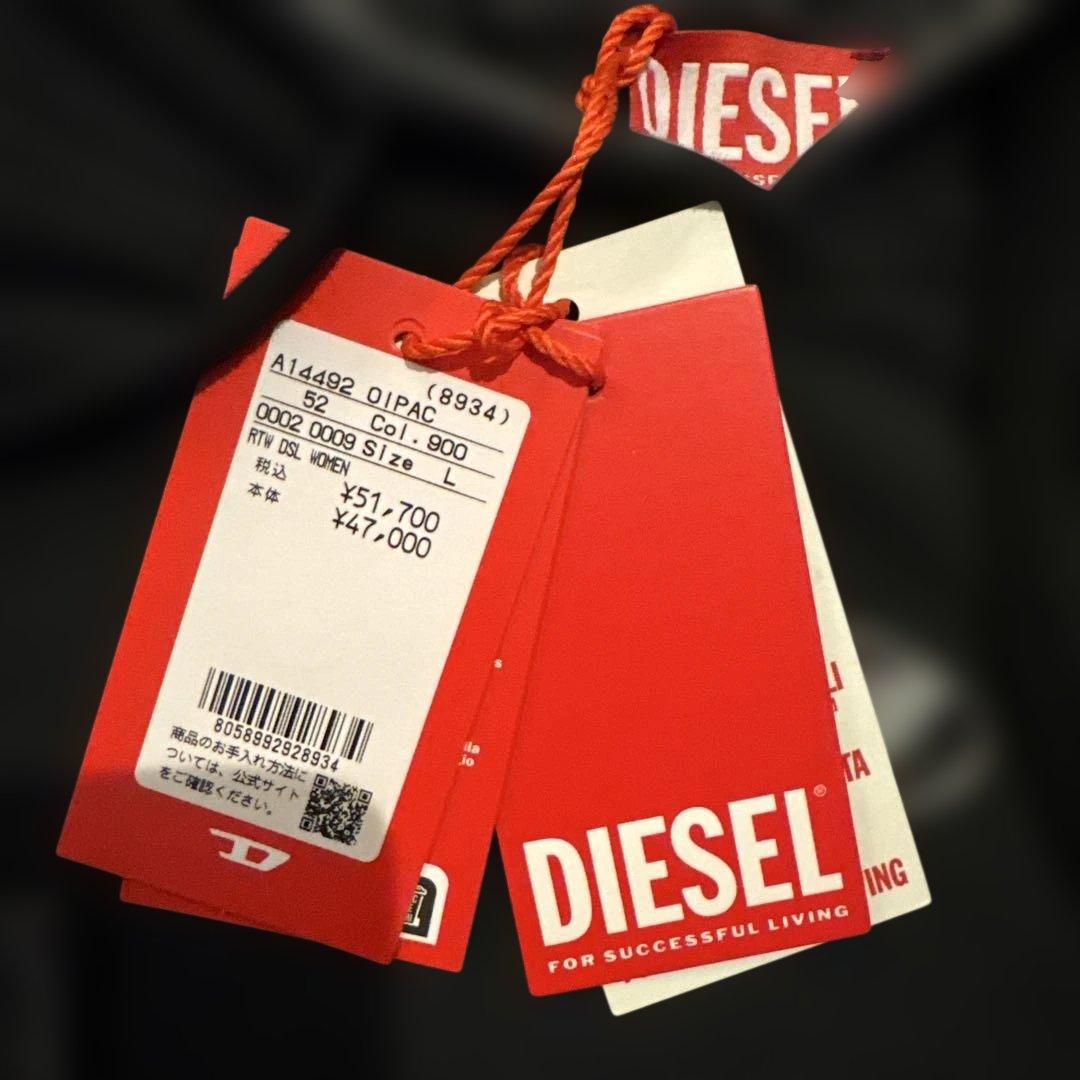 DIESEL
A14492 OIPAC (8934)
52 Col. 900
0002 0009 Size L
RTW DSL WOMEN
税込 ¥51,700
本体 ¥47,000
8058992928934
商品のお手入れ方法に
ついては、公式サイト
をご確認ください。
DIESEL®
FOR SUCCESSFUL LIVING